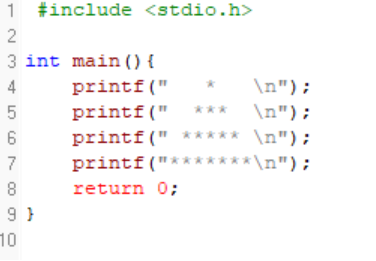 1 #include <stdio.h>
2
3 int main(){
4     printf("   *   \n");
5     printf("  ***  \n");
6     printf(" ***** \n");
7     printf("*******\n");
8     return 0;
9 }
10